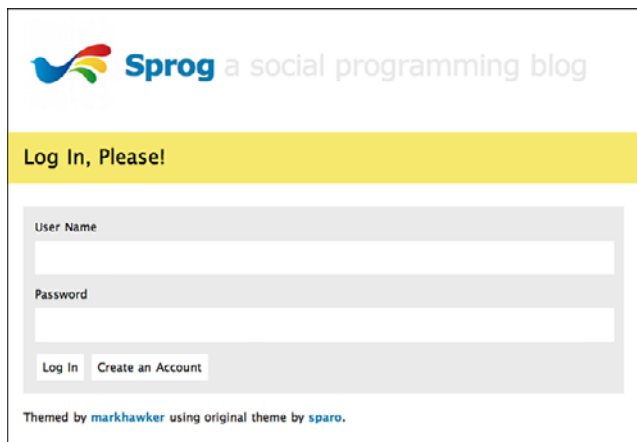 Sprog a social programming blog
Log In, Please!
User Name
Password
Log In Create an Account
Themed by markhawker using original theme by sparo.